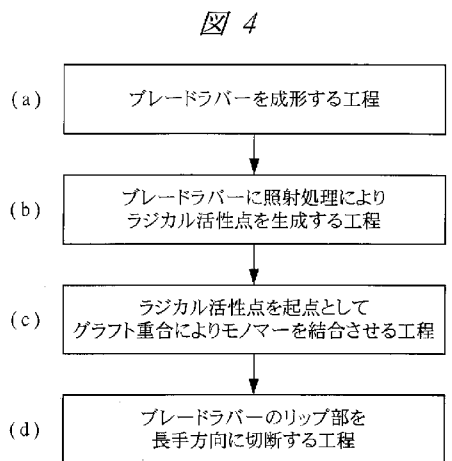 図 4
(a)
ブレードラバーを成形する工程
(b)
ブレードラバーに照射処理により
ラジカル活性点を生成する工程
(c)
ラジカル活性点を起点として
グラフト重合によりモノマーを結合させる工程
(d)
ブレードラバーのリップ部を
長手方向に切断する工程